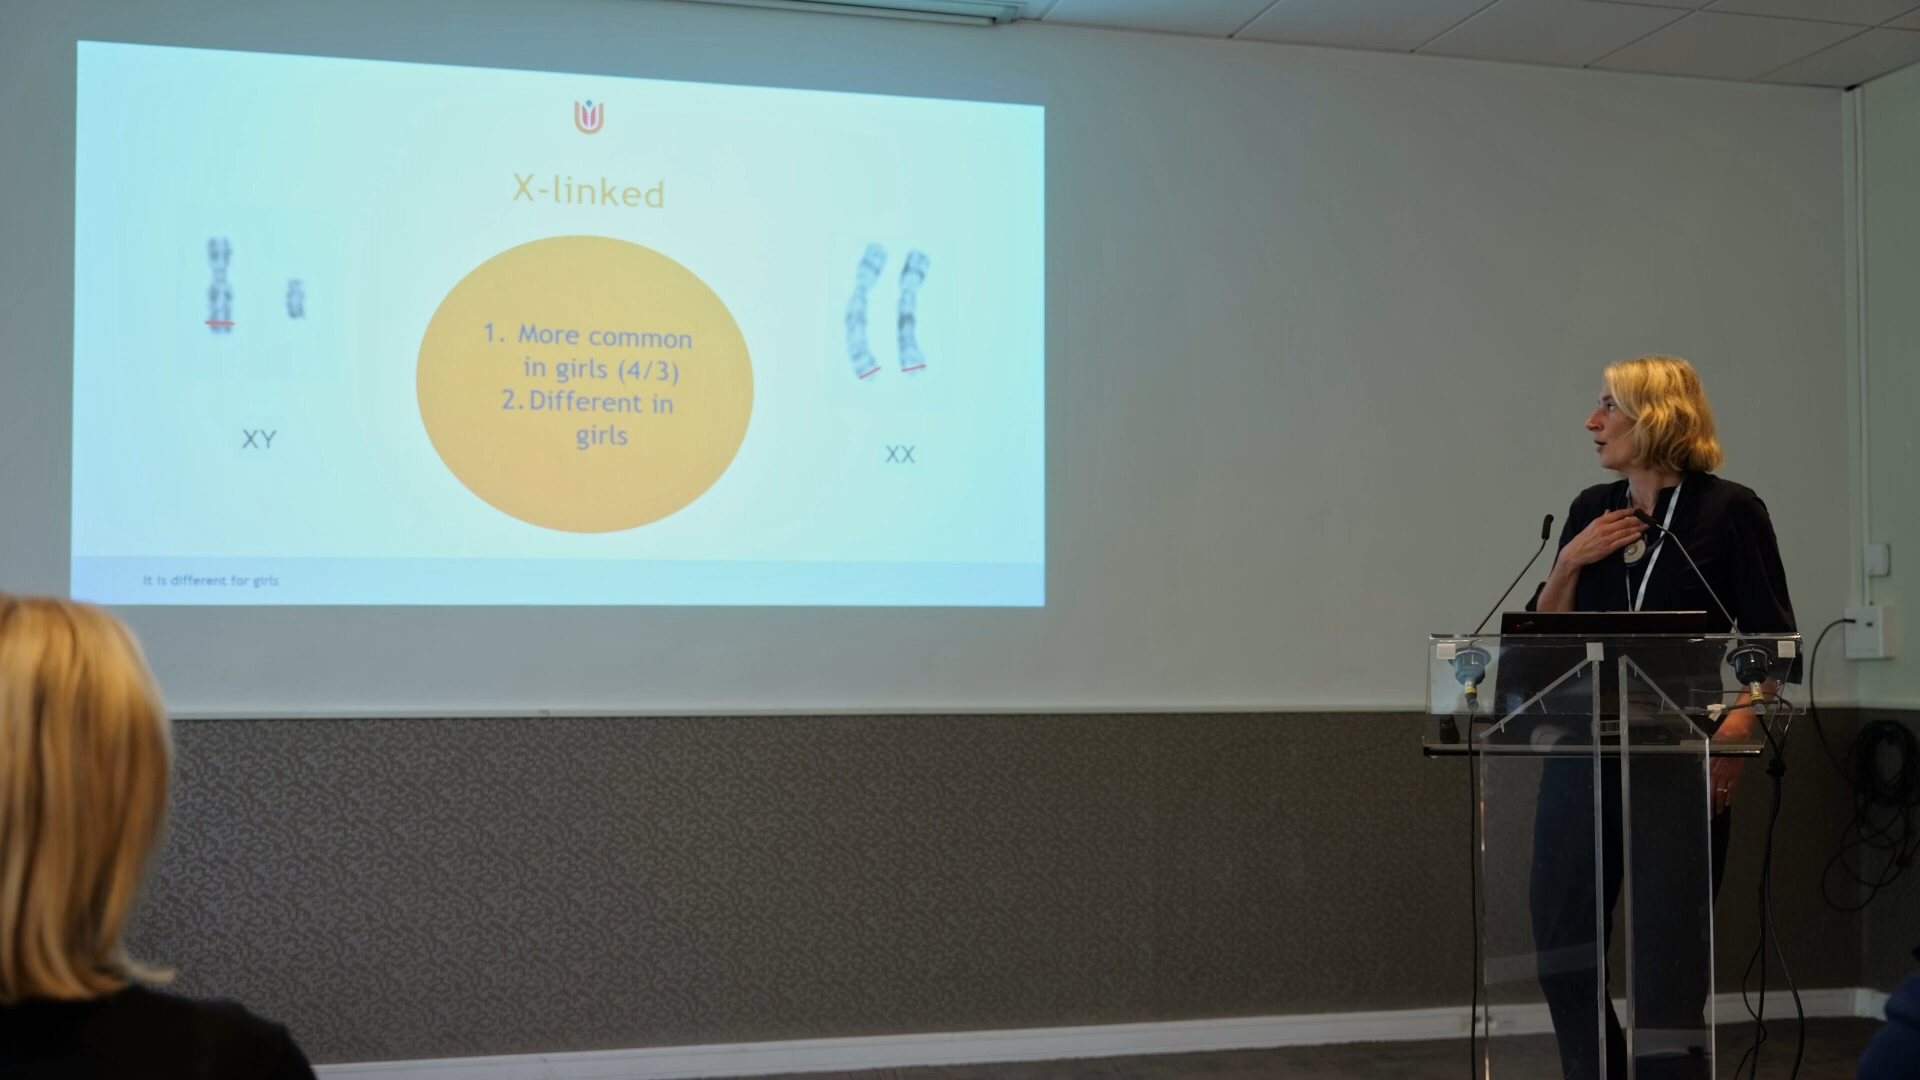 X-linked
1. More common
in girls (4/3)
2. Different in
girls
XY
XX
It is different for girls